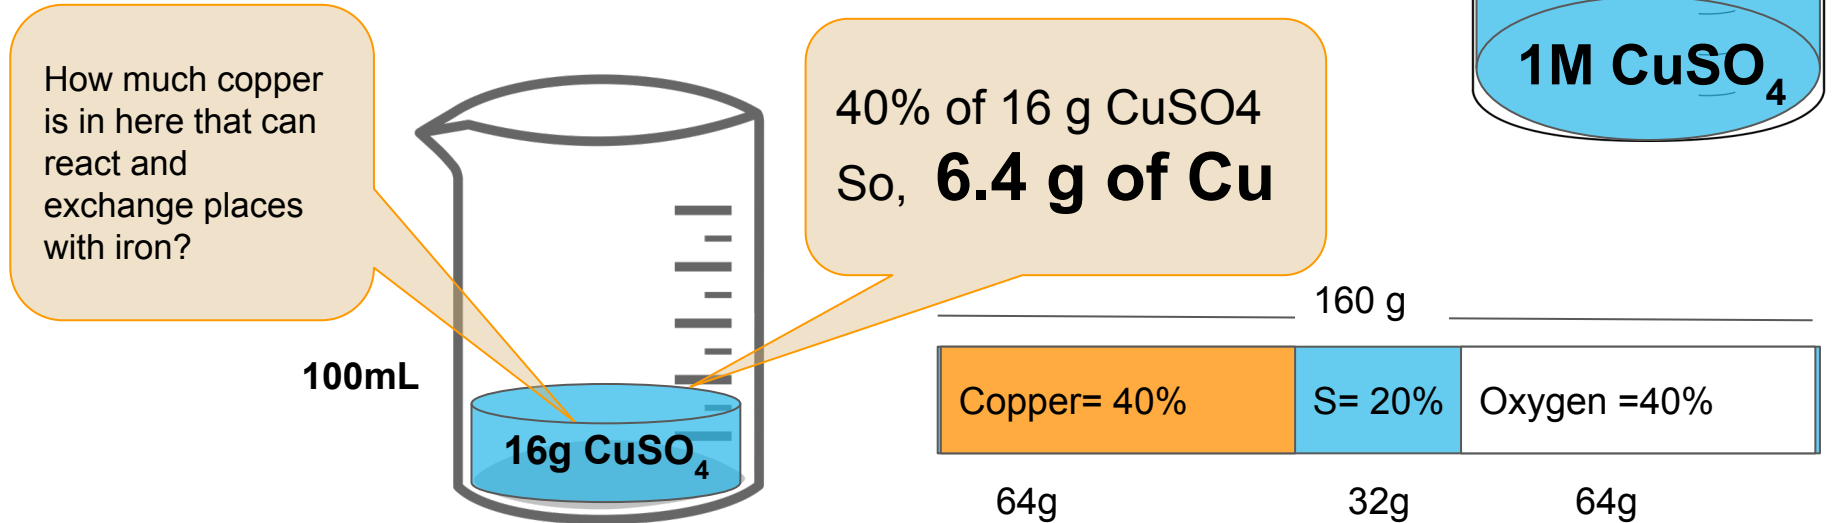 How much copper
is in here that can
react and
exchange places
with iron?
40% of 16 g CuSO4
So, 6.4 g of Cu
1M CuSO4
100mL
16g CuSO4
160 g
Copper= 40%
S= 20%
Oxygen =40%
64g
32g
64g